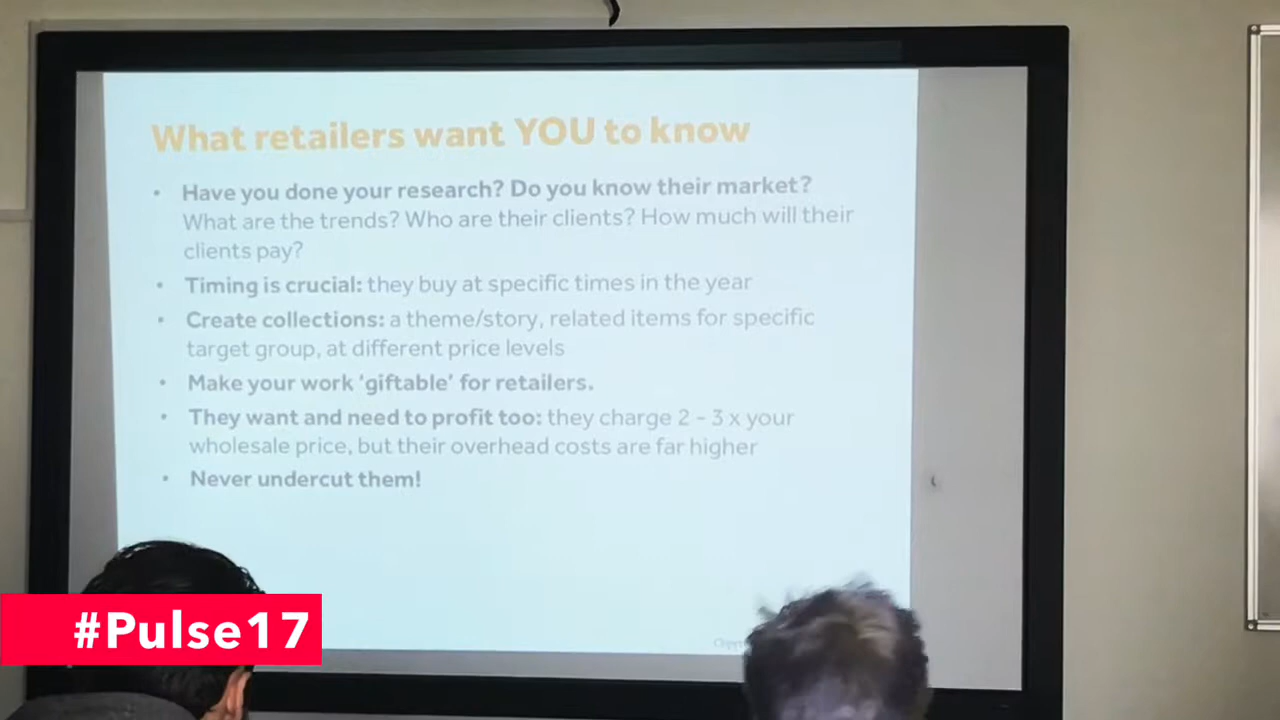 What retailers want YOU to know
• Have you done your research? Do you know their market?
What are the trends? Who are their clients? How much will their
clients pay?
• Timing is crucial: they buy at specific times in the year
• Create collections: a theme/story, related items for specific
target group, at different price levels
• Make your work ‘giftable’ for retailers.
• They want and need to profit too: they charge 2 - 3 x your
wholesale price, but their overhead costs are far higher
• Never undercut them!
#Pulse17